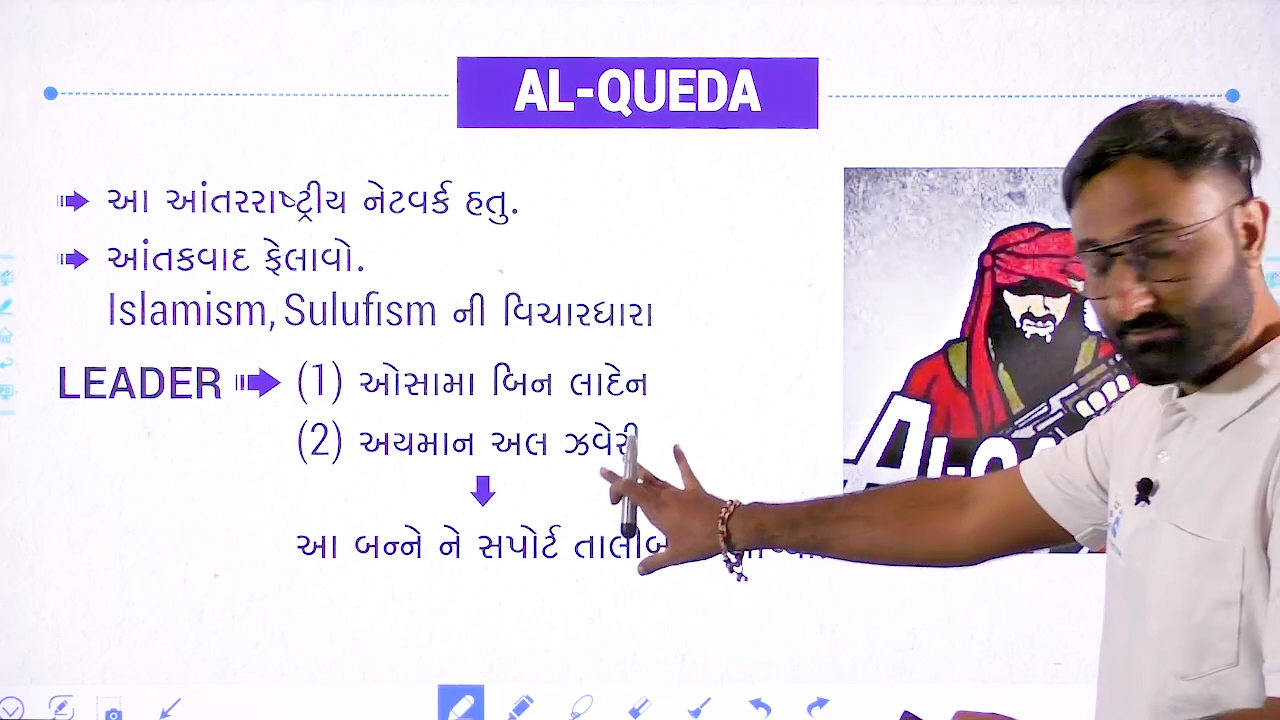 AL-QUEDA
આ આંતરરાષ્ટ્રીય નેટવર્ક હતુ.
આંતકવાદ ફેલાવો.
Islamism, Sulufism ની વિચારધારા
LEADER (1) ઓસામા બિન લાદેન
(2) અયમાન અલ ઝવેરી
આ બન્ને ને સપોર્ટ